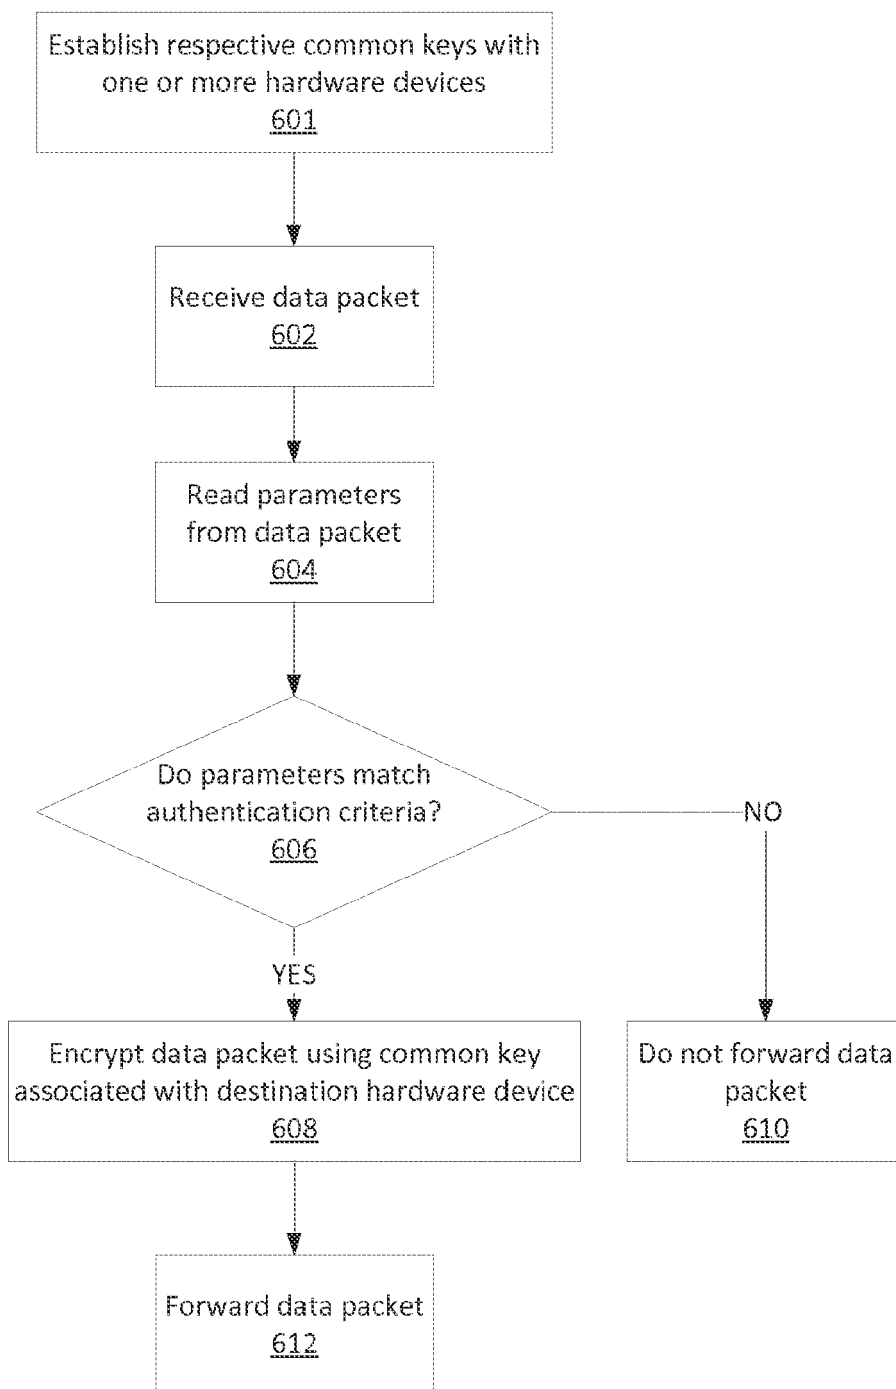 Establish respective common keys with
one or more hardware devices
601
Receive data packet
602
Read parameters
from data packet
604
Do parameters match
authentication criteria?
606
NO
YES
Encrypt data packet using common key
associated with destination hardware device
608
Do not forward data
packet
610
Forward data packet
612